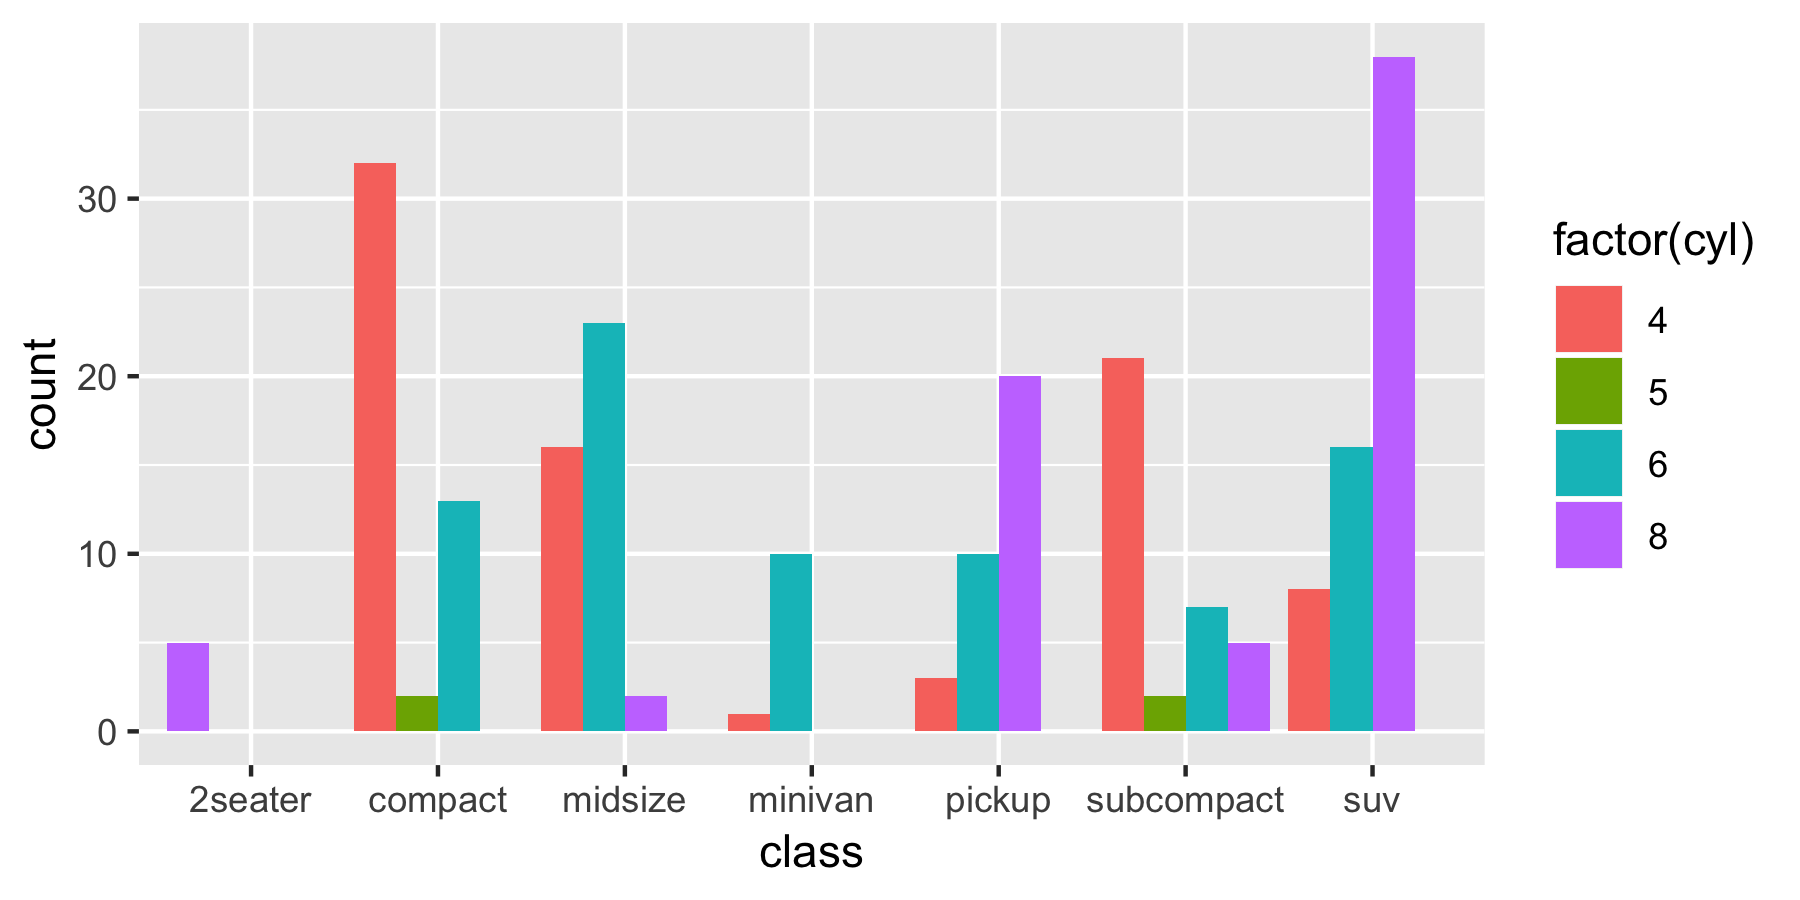 count
30
20
10
0
2seater compact midsize minivan pickup subcompact suv
class
factor(cyl)
4
5
6
8